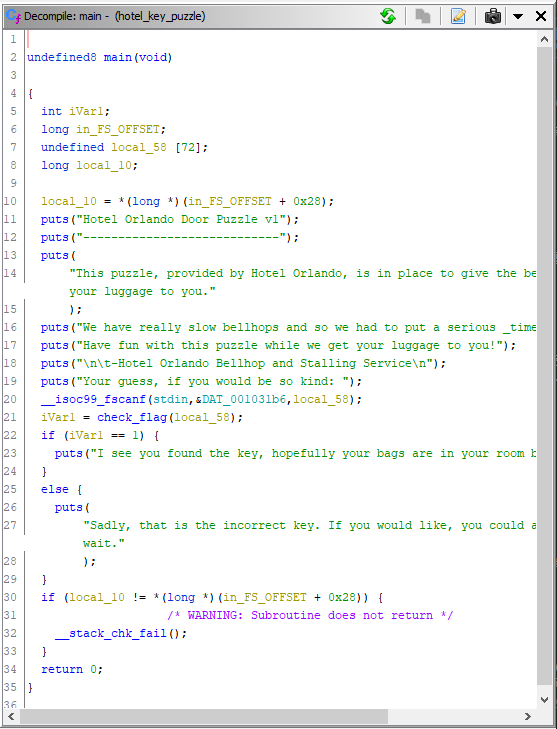 Decompile: main - (hotel_key_puzzle)
1
2 undefined8 main(void)
3
4 {
5 int iVar1;
6 long in_FS_OFFSET;
7 undefined local_58 [72];
8 long local_10;
9
10 local_10 = *(long *)(in_FS_OFFSET + 0x28);
11 puts("Hotel Orlando Door Puzzle v1");
12 puts("----------------------------");
13 puts(
14 "This puzzle, provided by Hotel Orlando, is in place to give the be
your luggage to you."
15 );
16 puts("We have really slow bellhops and so we had to put a serious _time
17 puts("Have fun with this puzzle while we get your luggage to you!");
18 puts("\n\t-Hotel Orlando Bellhop and Stalling Service\n");
19 puts("Your guess, if you would be so kind: ");
20 __isoc99_fscanf(stdin,&DAT_001031b6,local_58);
21 iVar1 = check_flag(local_58);
22 if (iVar1 == 1) {
23 puts("I see you found the key, hopefully your bags are in your room b
24 }
25 else {
26 puts(
27 "Sadly, that is the incorrect key. If you would like, you could a
wait."
28 );
29 }
30 if (local_10 != *(long *)(in_FS_OFFSET + 0x28)) {
31 /* WARNING: Subroutine does not return */
32 __stack_chk_fail();
33 }
34 return 0;
35 }
36